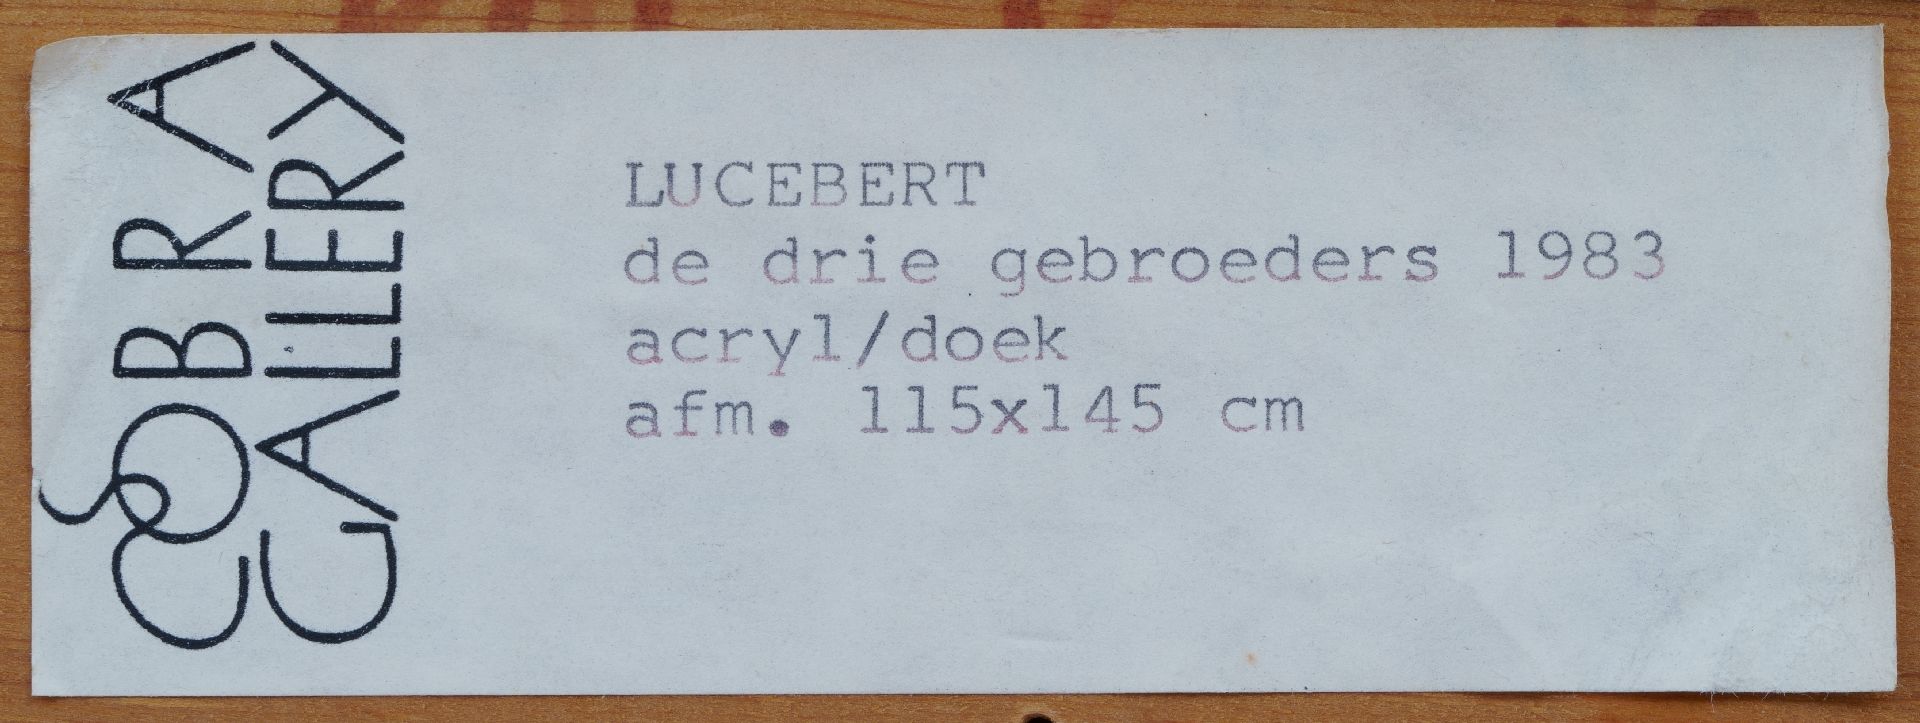 COBRA
GALLERY
LUCEBERT
de drie gebroeders 1983
acryl/doek
afm. 115x145 cm